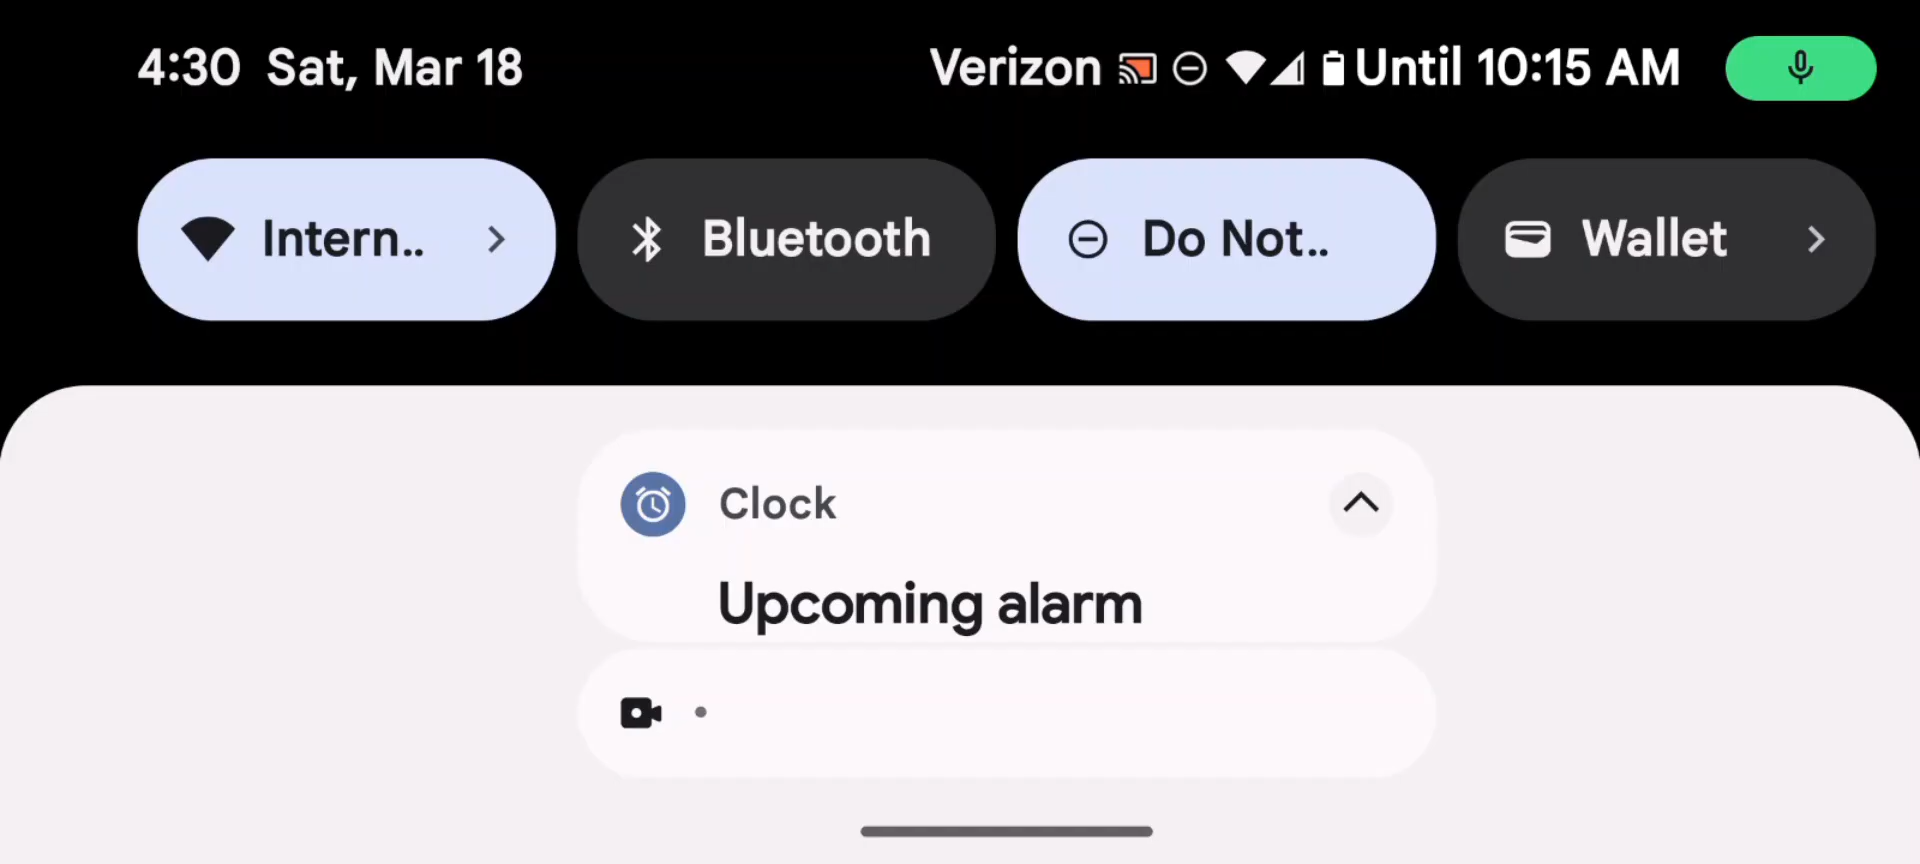 4:30 Sat, Mar 18 Verizon Until 10:15 AM
Intern.. Bluetooth Do Not.. Wallet
Clock
Upcoming alarm